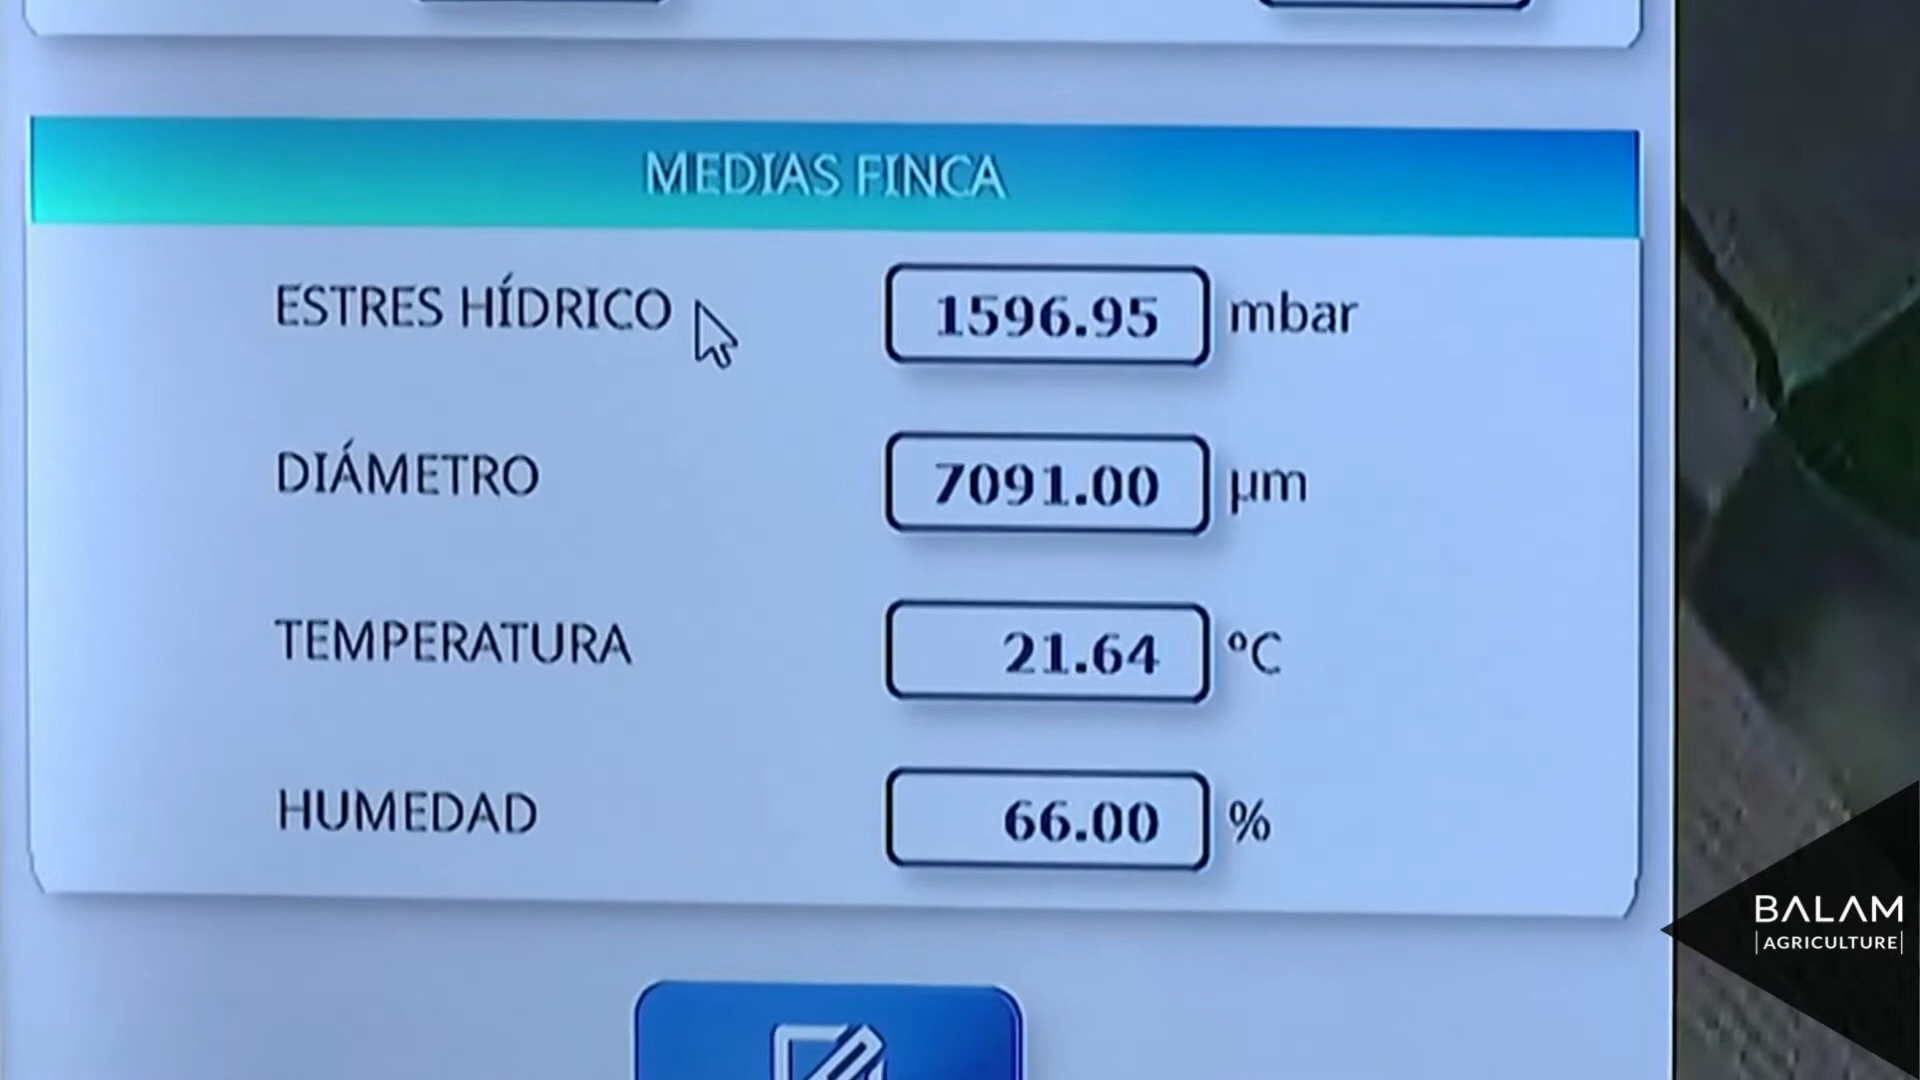 MEDIAS FINCA
ESTRES HÍDRICO 1596.95 mbar
DIÁMETRO 7091.00 µm
TEMPERATURA 21.64 ºC
HUMEDAD 66.00 %
BALAM
|AGRICULTURE|